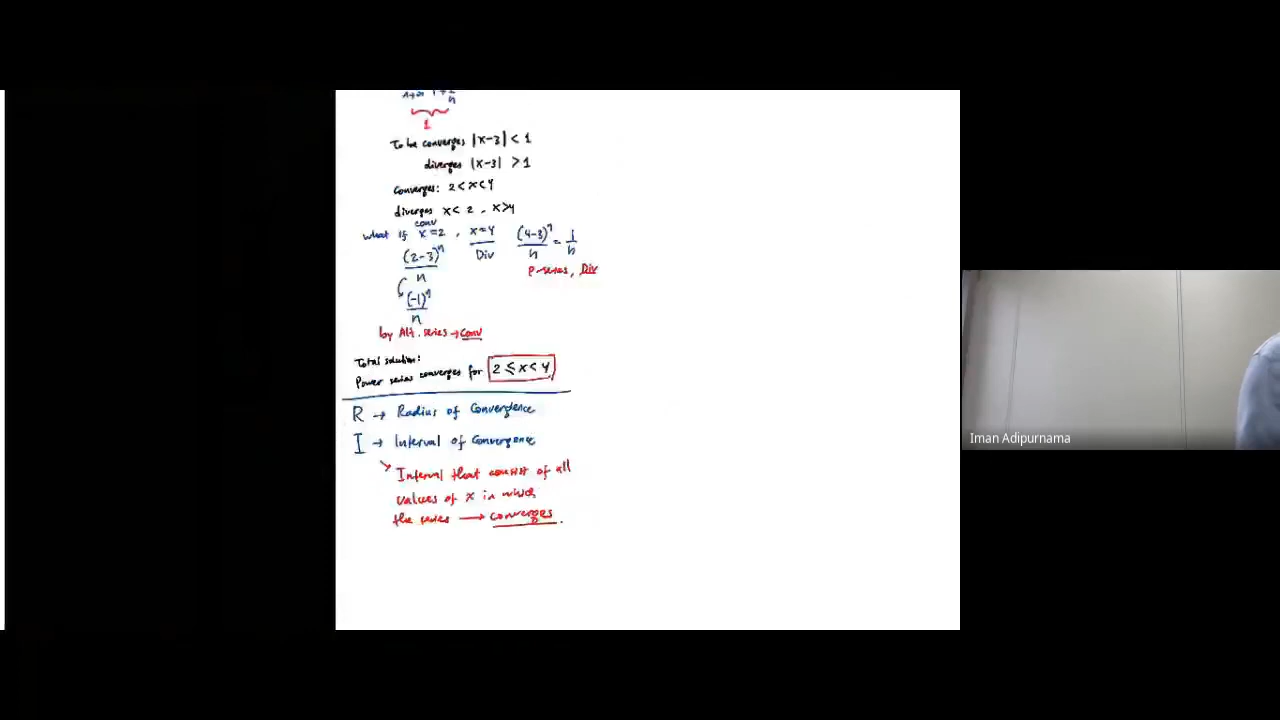 n→∞ 1+1/n
1
To be converges |x-3| < 1
diverges |x-3| > 1
converges: 2 < x < 4
diverges x < 2 , x > 4
conv
what if x=2 , x=4 (4-3)^n/n = 1/n
Div
(2-3)^n/n
p-series, Div
(-1)^n/n
by Alt. series → conv
Total solution:
Power series converges for 2 ≤ x < 4
R → Radius of Convergence
I → Interval of Convergence
Interval that consist of all
values of x in which
the series → converges.
Iman Adipurnama